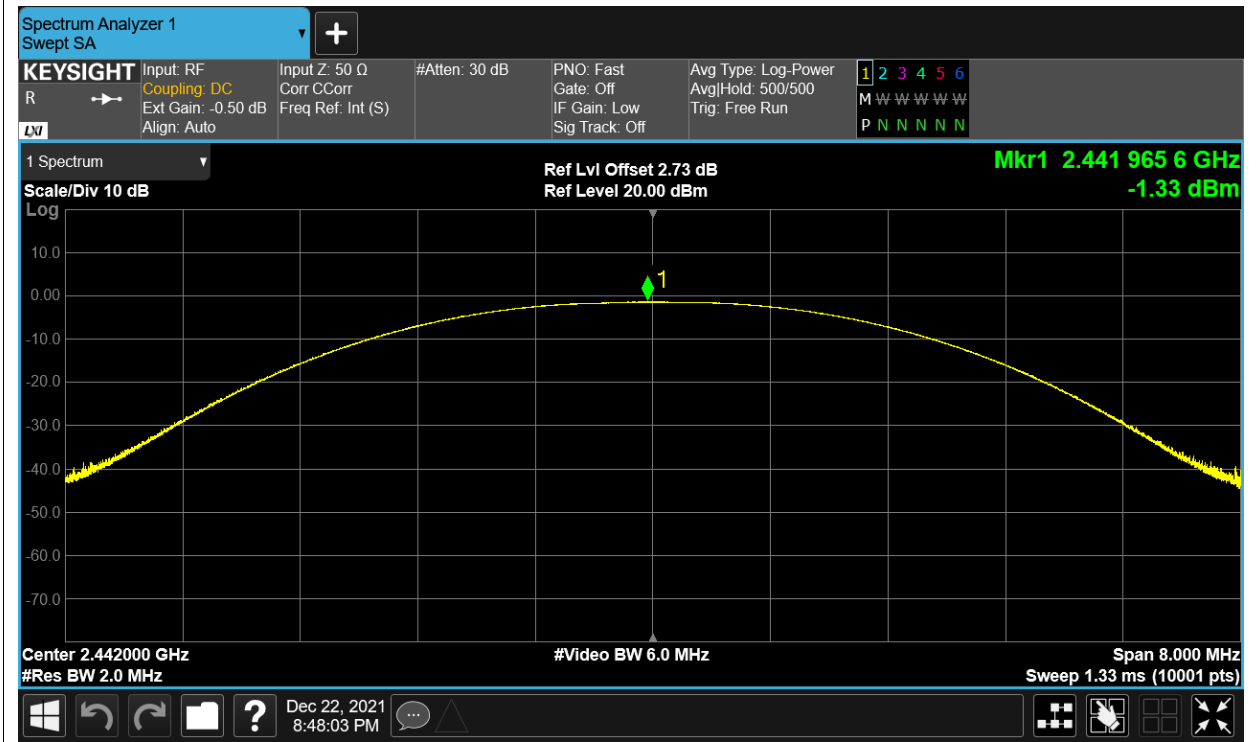 Spectrum Analyzer 1
Swept SA
+
KEYSIGHT
R
LXI
Input: RF
Coupling: DC
Ext Gain: -0.50 dB
Align: Auto
Input Z: 50 Ω
Corr CCorr
Freq Ref: Int (S)
#Atten: 30 dB
PNO: Fast
Gate: Off
IF Gain: Low
Sig Track: Off
Avg Type: Log-Power
Avg|Hold: 500/500
Trig: Free Run
1 2 3 4 5 6
M W W W W W
P N N N N N
1 Spectrum
Scale/Div 10 dB
Log
Ref Lvl Offset 2.73 dB
Ref Level 20.00 dBm
Mkr1 2.441 965 6 GHz
-1.33 dBm
1
10.0
0.00
-10.0
-20.0
-30.0
-40.0
-50.0
-60.0
-70.0
Center 2.442000 GHz
#Res BW 2.0 MHz
#Video BW 6.0 MHz
Span 8.000 MHz
Sweep 1.33 ms (10001 pts)
?
Dec 22, 2021
8:48:03 PM